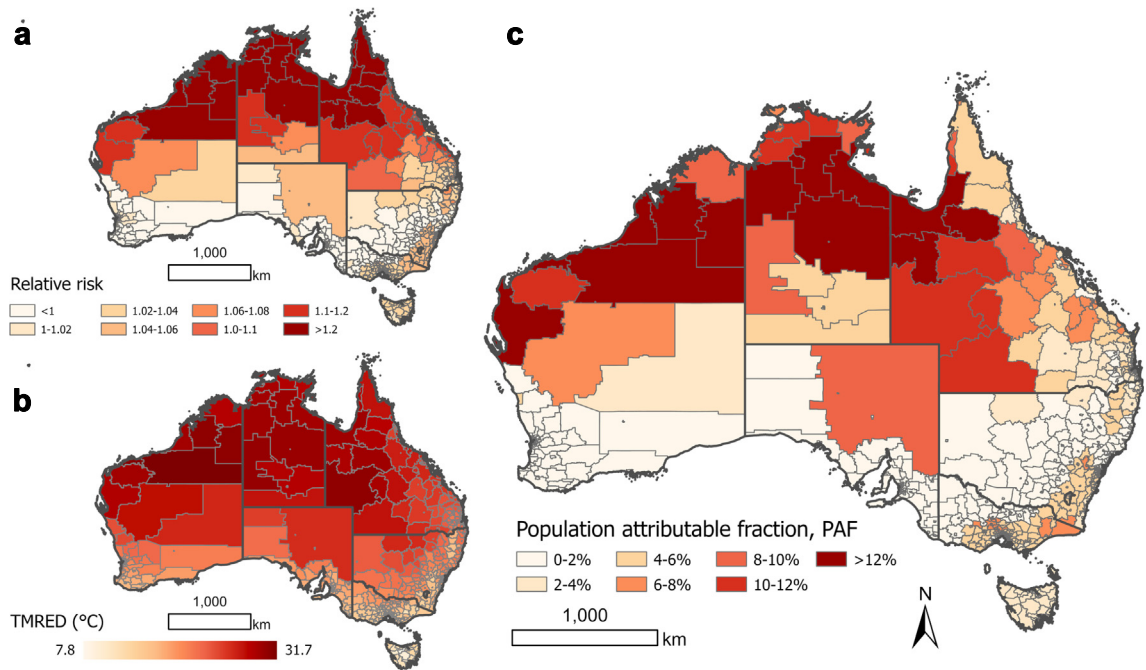 a
1,000
km
Relative risk
<1
1.02-1.04
1.06-1.08
1.1-1.2
1-1.02
1.04-1.06
1.0-1.1
>1.2
b
1,000
km
TMRED (°C)
7.8
31.7
c
Population attributable fraction, PAF
0-2%
4-6%
8-10%
>12%
2-4%
6-8%
10-12%
1,000
km
N